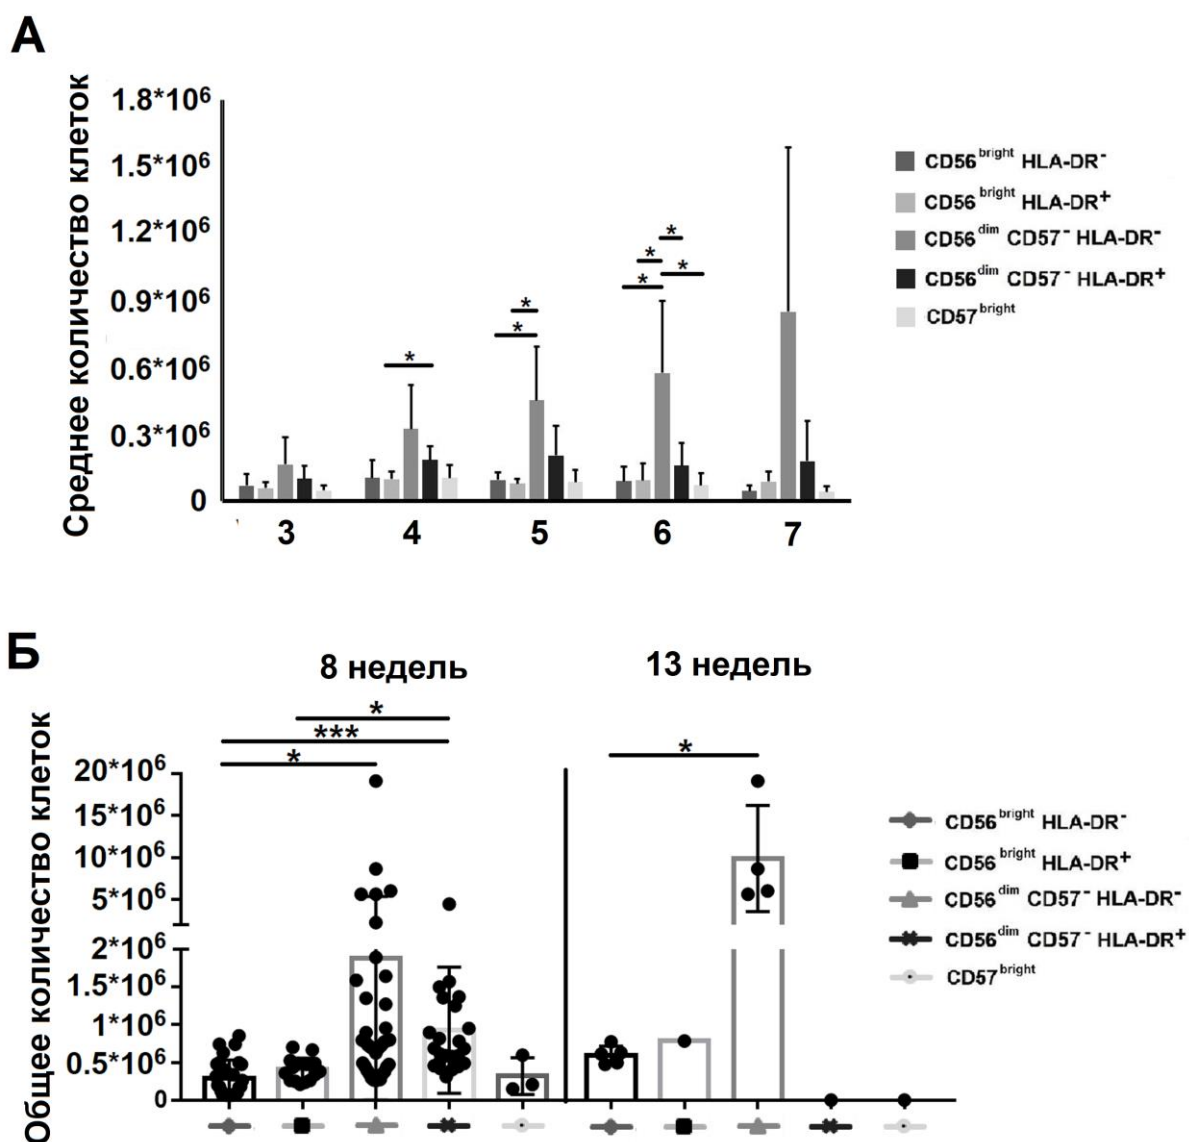 А
Среднее количество клеток
1.8*10⁶
1.5*10⁶
1.2*10⁶
0.9*10⁶
0.6*10⁶
0.3*10⁶
0
3 4 5 6 7
*
* *
* * * *
CD56bright HLA-DR⁻
CD56bright HLA-DR⁺
CD56dim CD57⁻ HLA-DR⁻
CD56dim CD57⁻ HLA-DR⁺
CD57bright
Б
8 недель 13 недель
Общее количество клеток
*
***
*
*
20*10⁶
15*10⁶
10*10⁶
5*10⁶
2*10⁶
1.5*10⁶
1*10⁶
0.5*10⁶
0
CD56bright HLA-DR⁻
CD56bright HLA-DR⁺
CD56dim CD57⁻ HLA-DR⁻
CD56dim CD57⁻ HLA-DR⁺
CD57bright